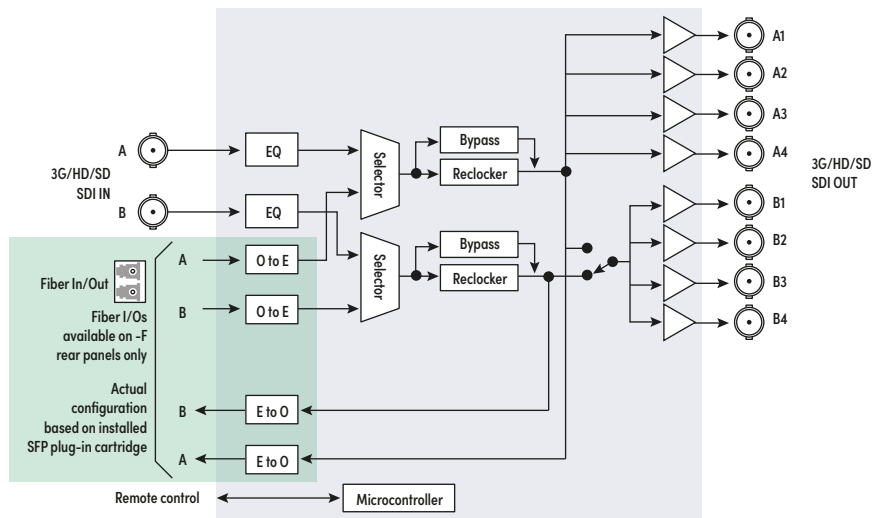 A
3G/HD/SD
SDI IN
B
EQ
EQ
Selector
Bypass
Reclocker
Selector
Bypass
Reclocker
A1
A2
A3
A4
3G/HD/SD
SDI OUT
B1
B2
B3
B4
Fiber In/Out
Fiber I/Os
available on -F
rear panels only
Actual
configuration
based on installed
SFP plug-in cartridge
A
O to E
B
O to E
B
E to O
A
E to O
Remote control
Microcontroller